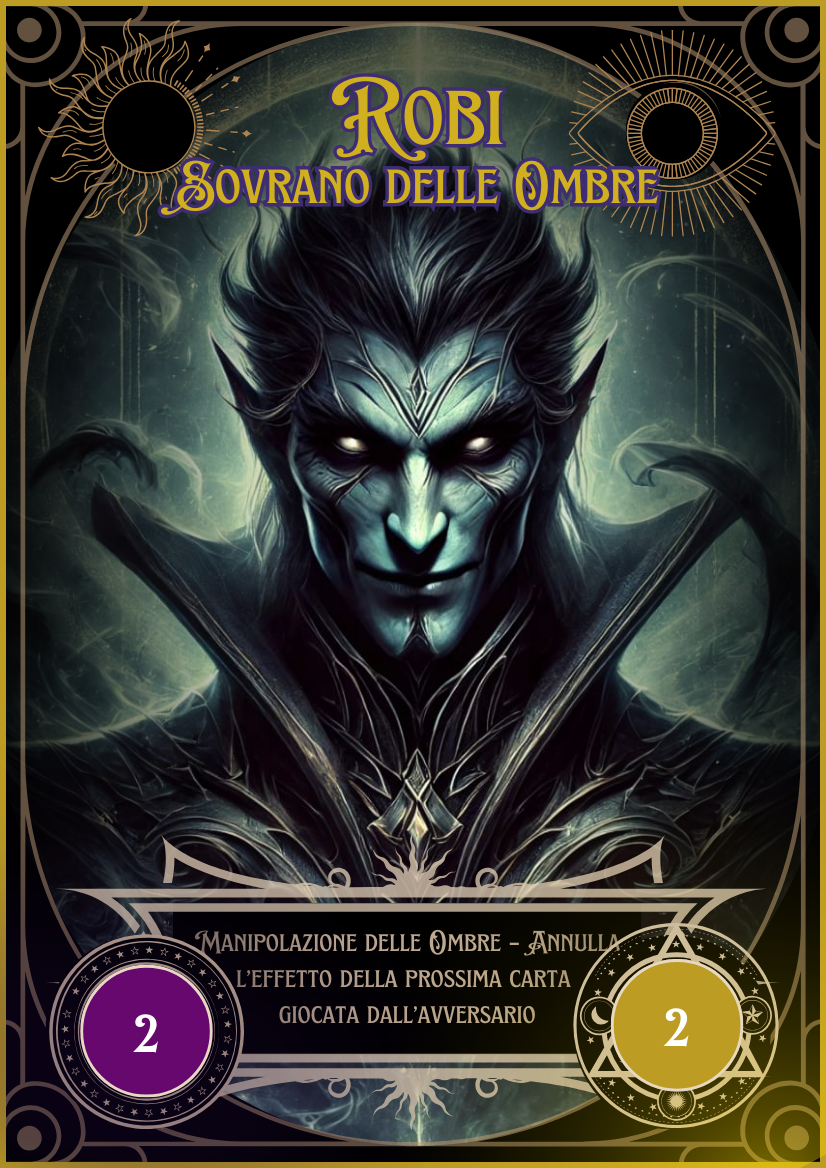 Robi
Sovrano delle Ombre
Manipolazione delle Ombre – Annulla
l'effetto della prossima carta
giocata dall'avversario
2
2